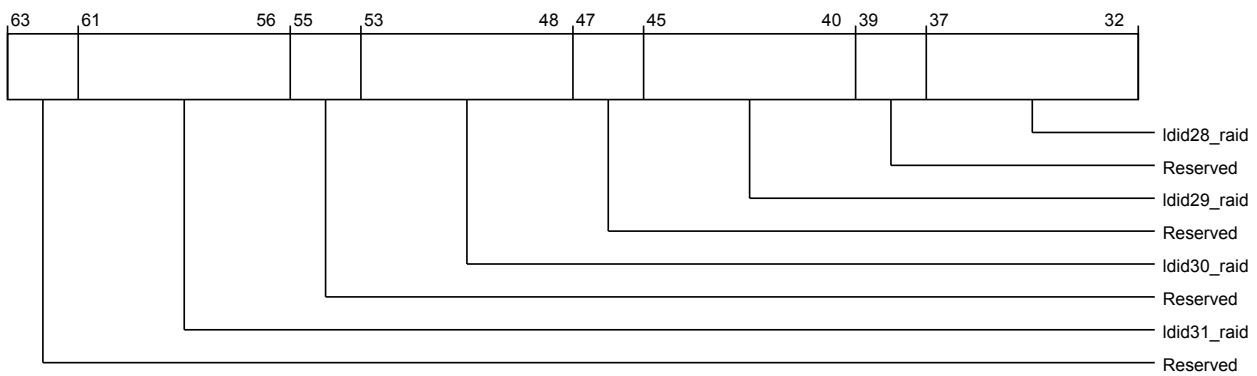 63 61 56 55 53 48 47 45 40 39 37 32
ldid28_raid
Reserved
ldid29_raid
Reserved
ldid30_raid
Reserved
ldid31_raid
Reserved